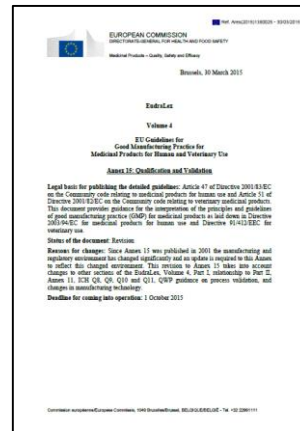 EUROPEAN COMMISSION
DIRECTORATE-GENERAL FOR HEALTH AND FOOD SAFETY
Medicinal Products – Quality, Safety and Efficacy
Brussels, 30 March 2015
EudraLex
Volume 4
EU Guidelines for
Good Manufacturing Practice for
Medicinal Products for Human and Veterinary Use
Annex 15: Qualification and Validation
Legal basis for publishing the detailed guidelines: Article 47 of Directive 2001/83/EC
on the Community code relating to medicinal products for human use and Article 51 of
Directive 2001/82/EC on the Community code relating to veterinary medicinal products.
This document provides guidance for the interpretation of the principles and guidelines
of good manufacturing practice (GMP) for medicinal products as laid down in Directive
2003/94/EC for medicinal products for human use and Directive 91/412/EEC for
veterinary use.
Status of the document: Revision
Reasons for changes: Since Annex 15 was published in 2001 the manufacturing and
regulatory environment has changed significantly and an update is required to this Annex
to reflect this changed environment. This revision to Annex 15 takes into account
changes to other sections of the EudraLex, Volume 4, Part I, relationship to Part II,
Annex 11, ICH Q8, Q9, Q10 and Q11, QWP guidance on process validation, and
changes in manufacturing technology.
Deadline for coming into operation: 1 October 2015